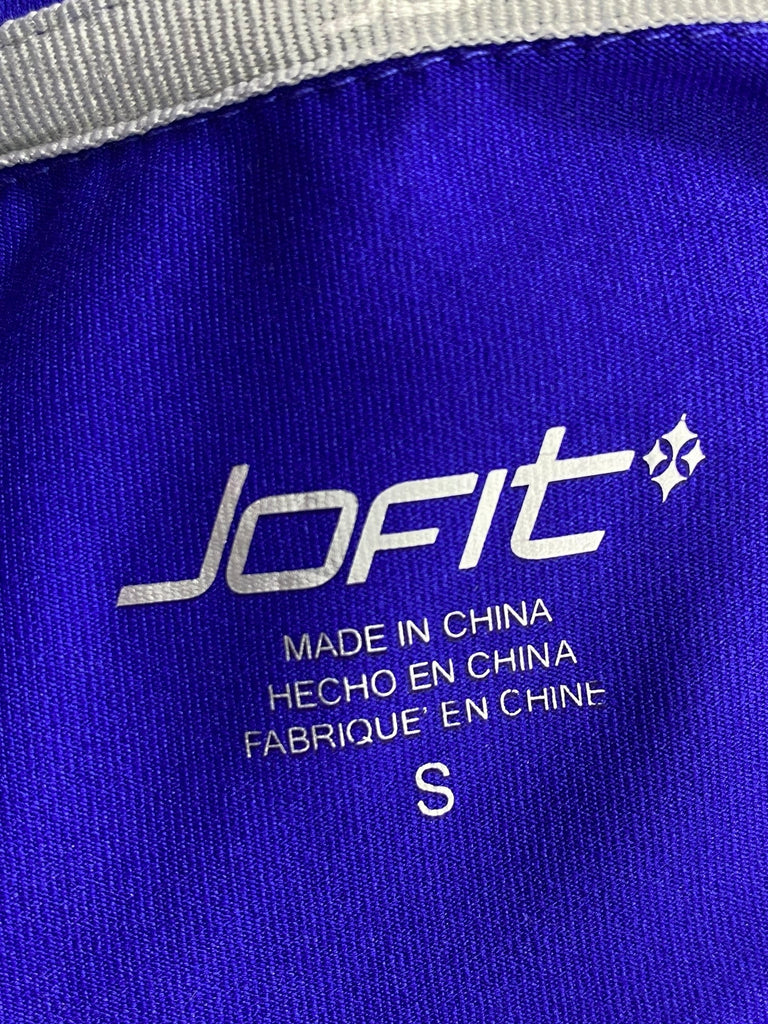 JOFIT
MADE IN CHINA
HECHO EN CHINA
FABRIQUE' EN CHINE
S